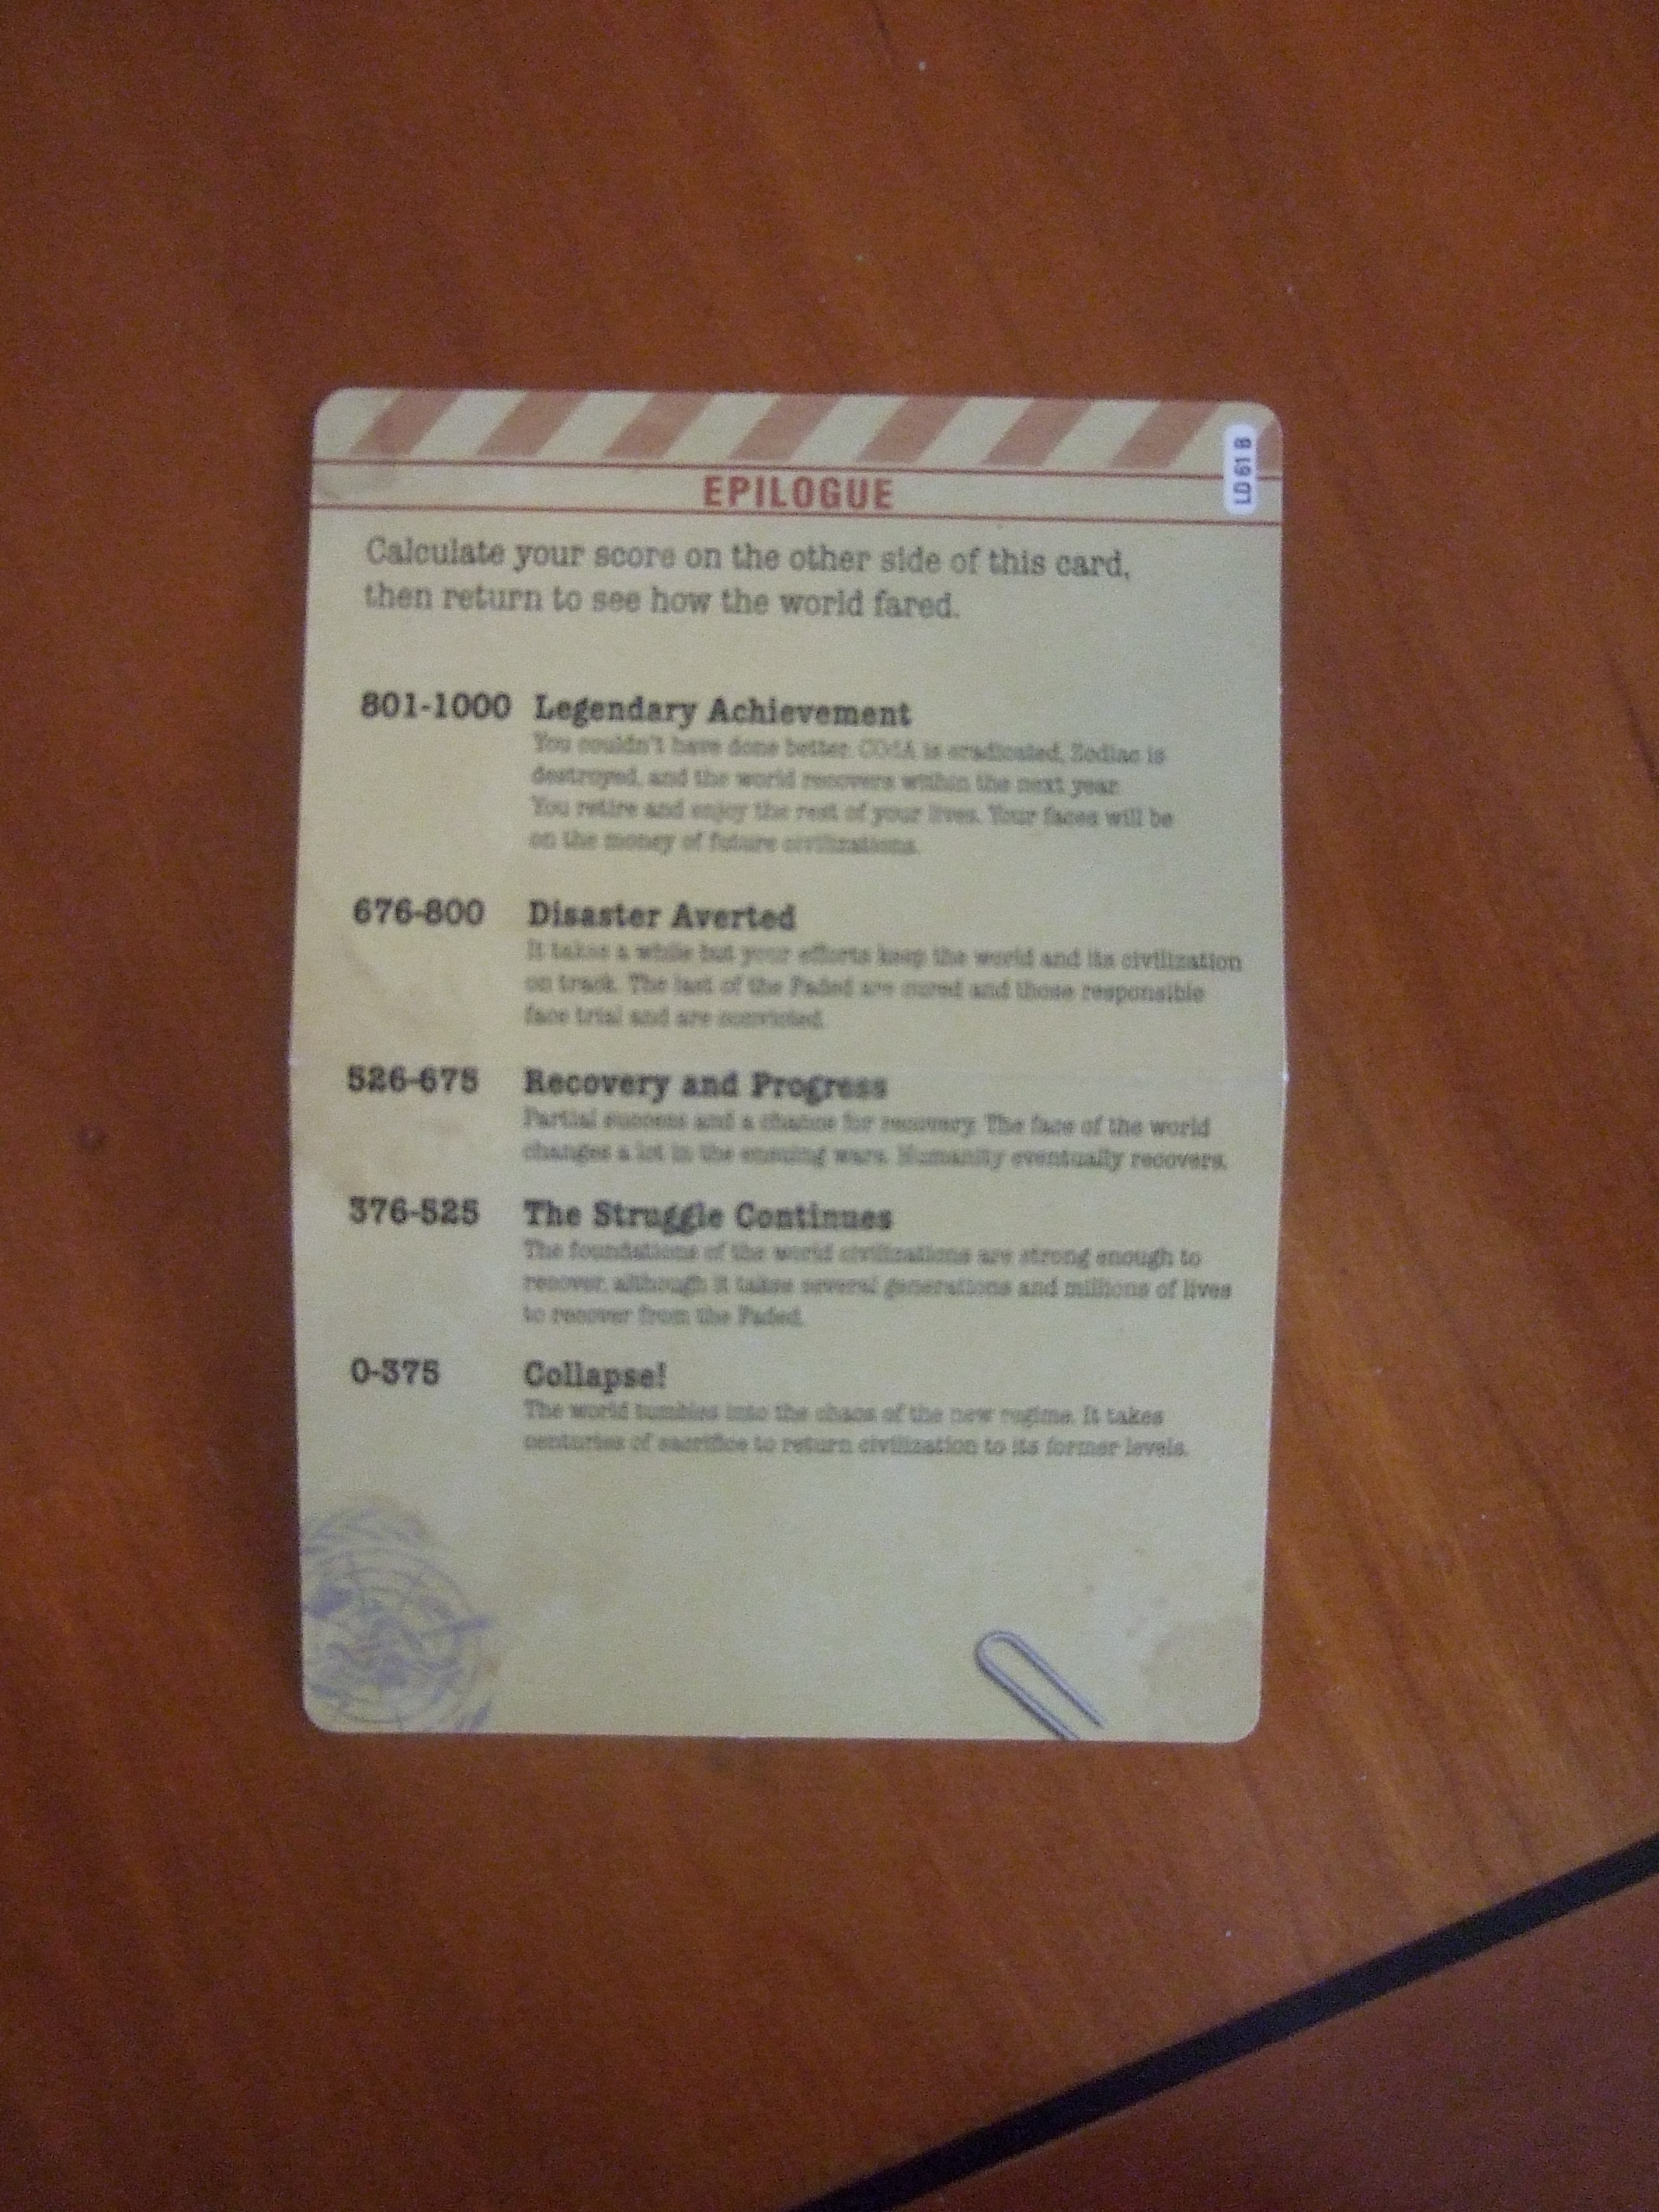 LD 61 B
EPILOGUE
Calculate your score on the other side of this card,
then return to see how the world fared.
801-1000 Legendary Achievement
You couldn't have done better. COdA is eradicated, Zodiac is
destroyed, and the world recovers within the next year.
You retire and enjoy the rest of your lives. Your faces will be
on the money of future civilizations.
676-800 Disaster Averted
It takes a while but your efforts keep the world and its civilization
on track. The last of the Faded are cured and those responsible
face trial and are convicted.
526-675 Recovery and Progress
Partial success and a chance for recovery. The face of the world
changes a lot in the ensuing wars. Humanity eventually recovers.
376-525 The Struggle Continues
The foundations of the world civilizations are strong enough to
recover, although it takes several generations and millions of lives
to recover from the Faded.
0-375 Collapse!
The world tumbles into the chaos of the new regime. It takes
centuries of sacrifice to return civilization to its former levels.